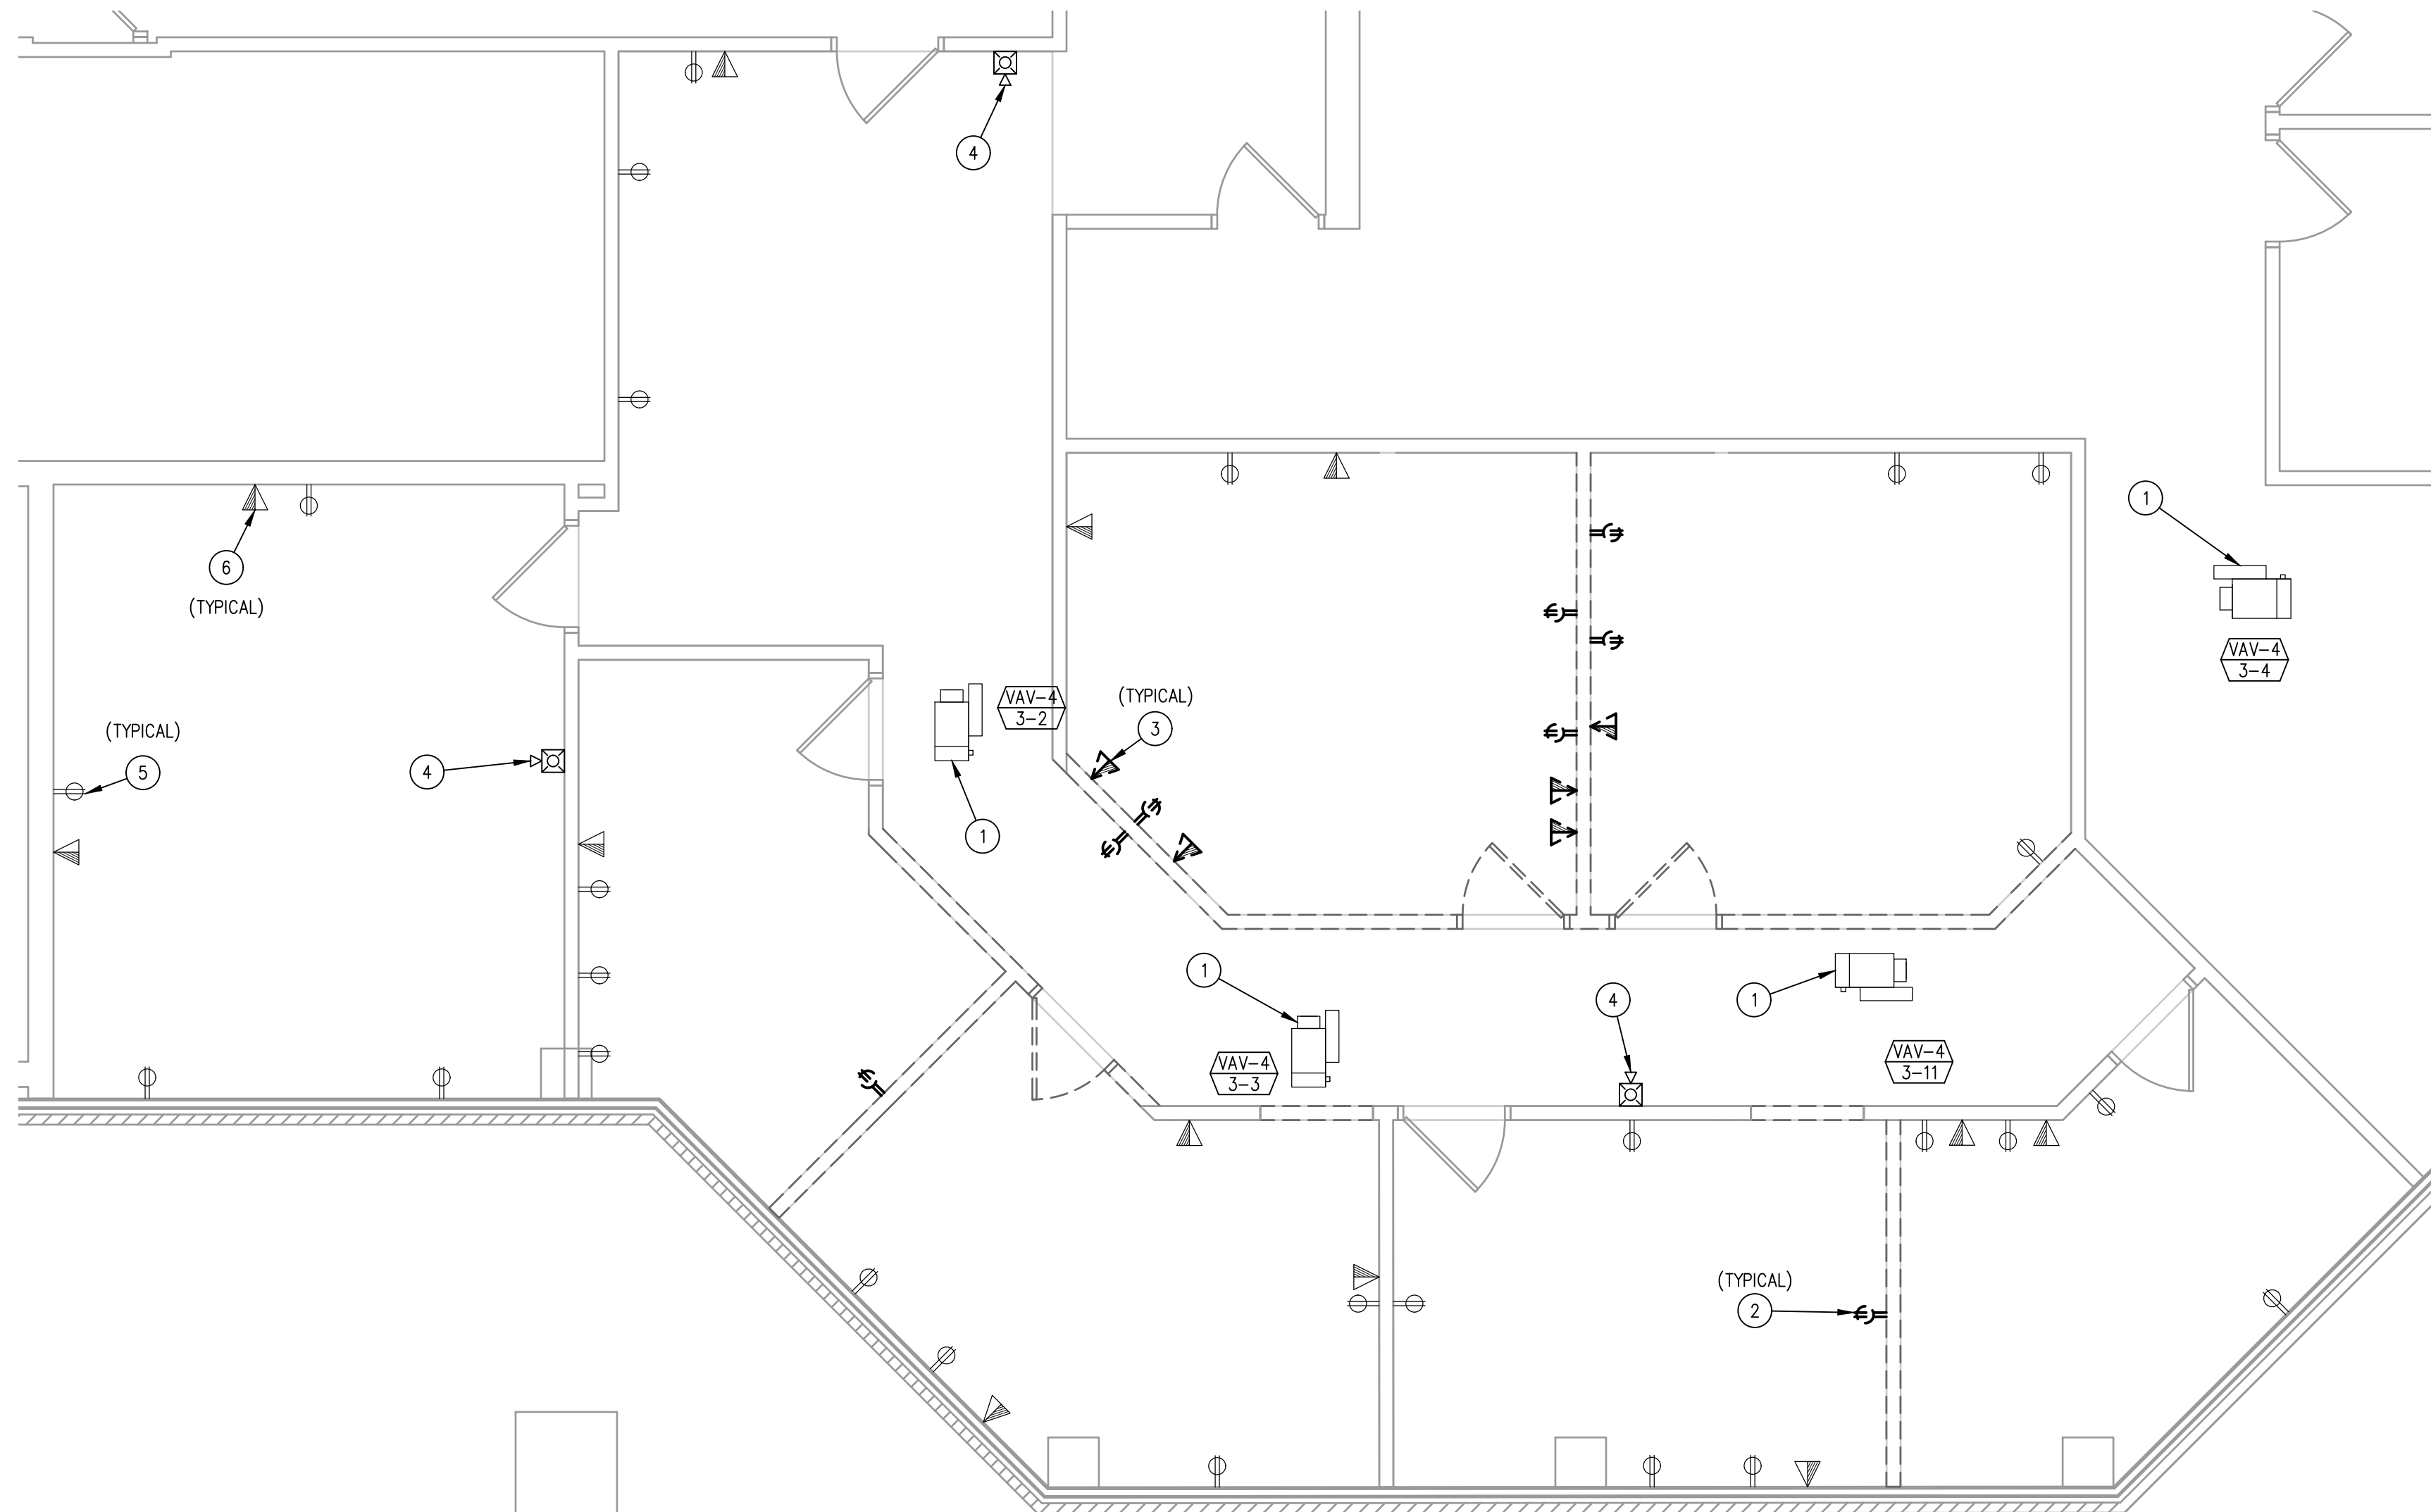 4
1
6
(TYPICAL)
VAV-4
3-4
(TYPICAL)
3
VAV-4
3-2
(TYPICAL)
5
4
1
1
4
1
VAV-4
3-3
VAV-4
3-11
(TYPICAL)
2